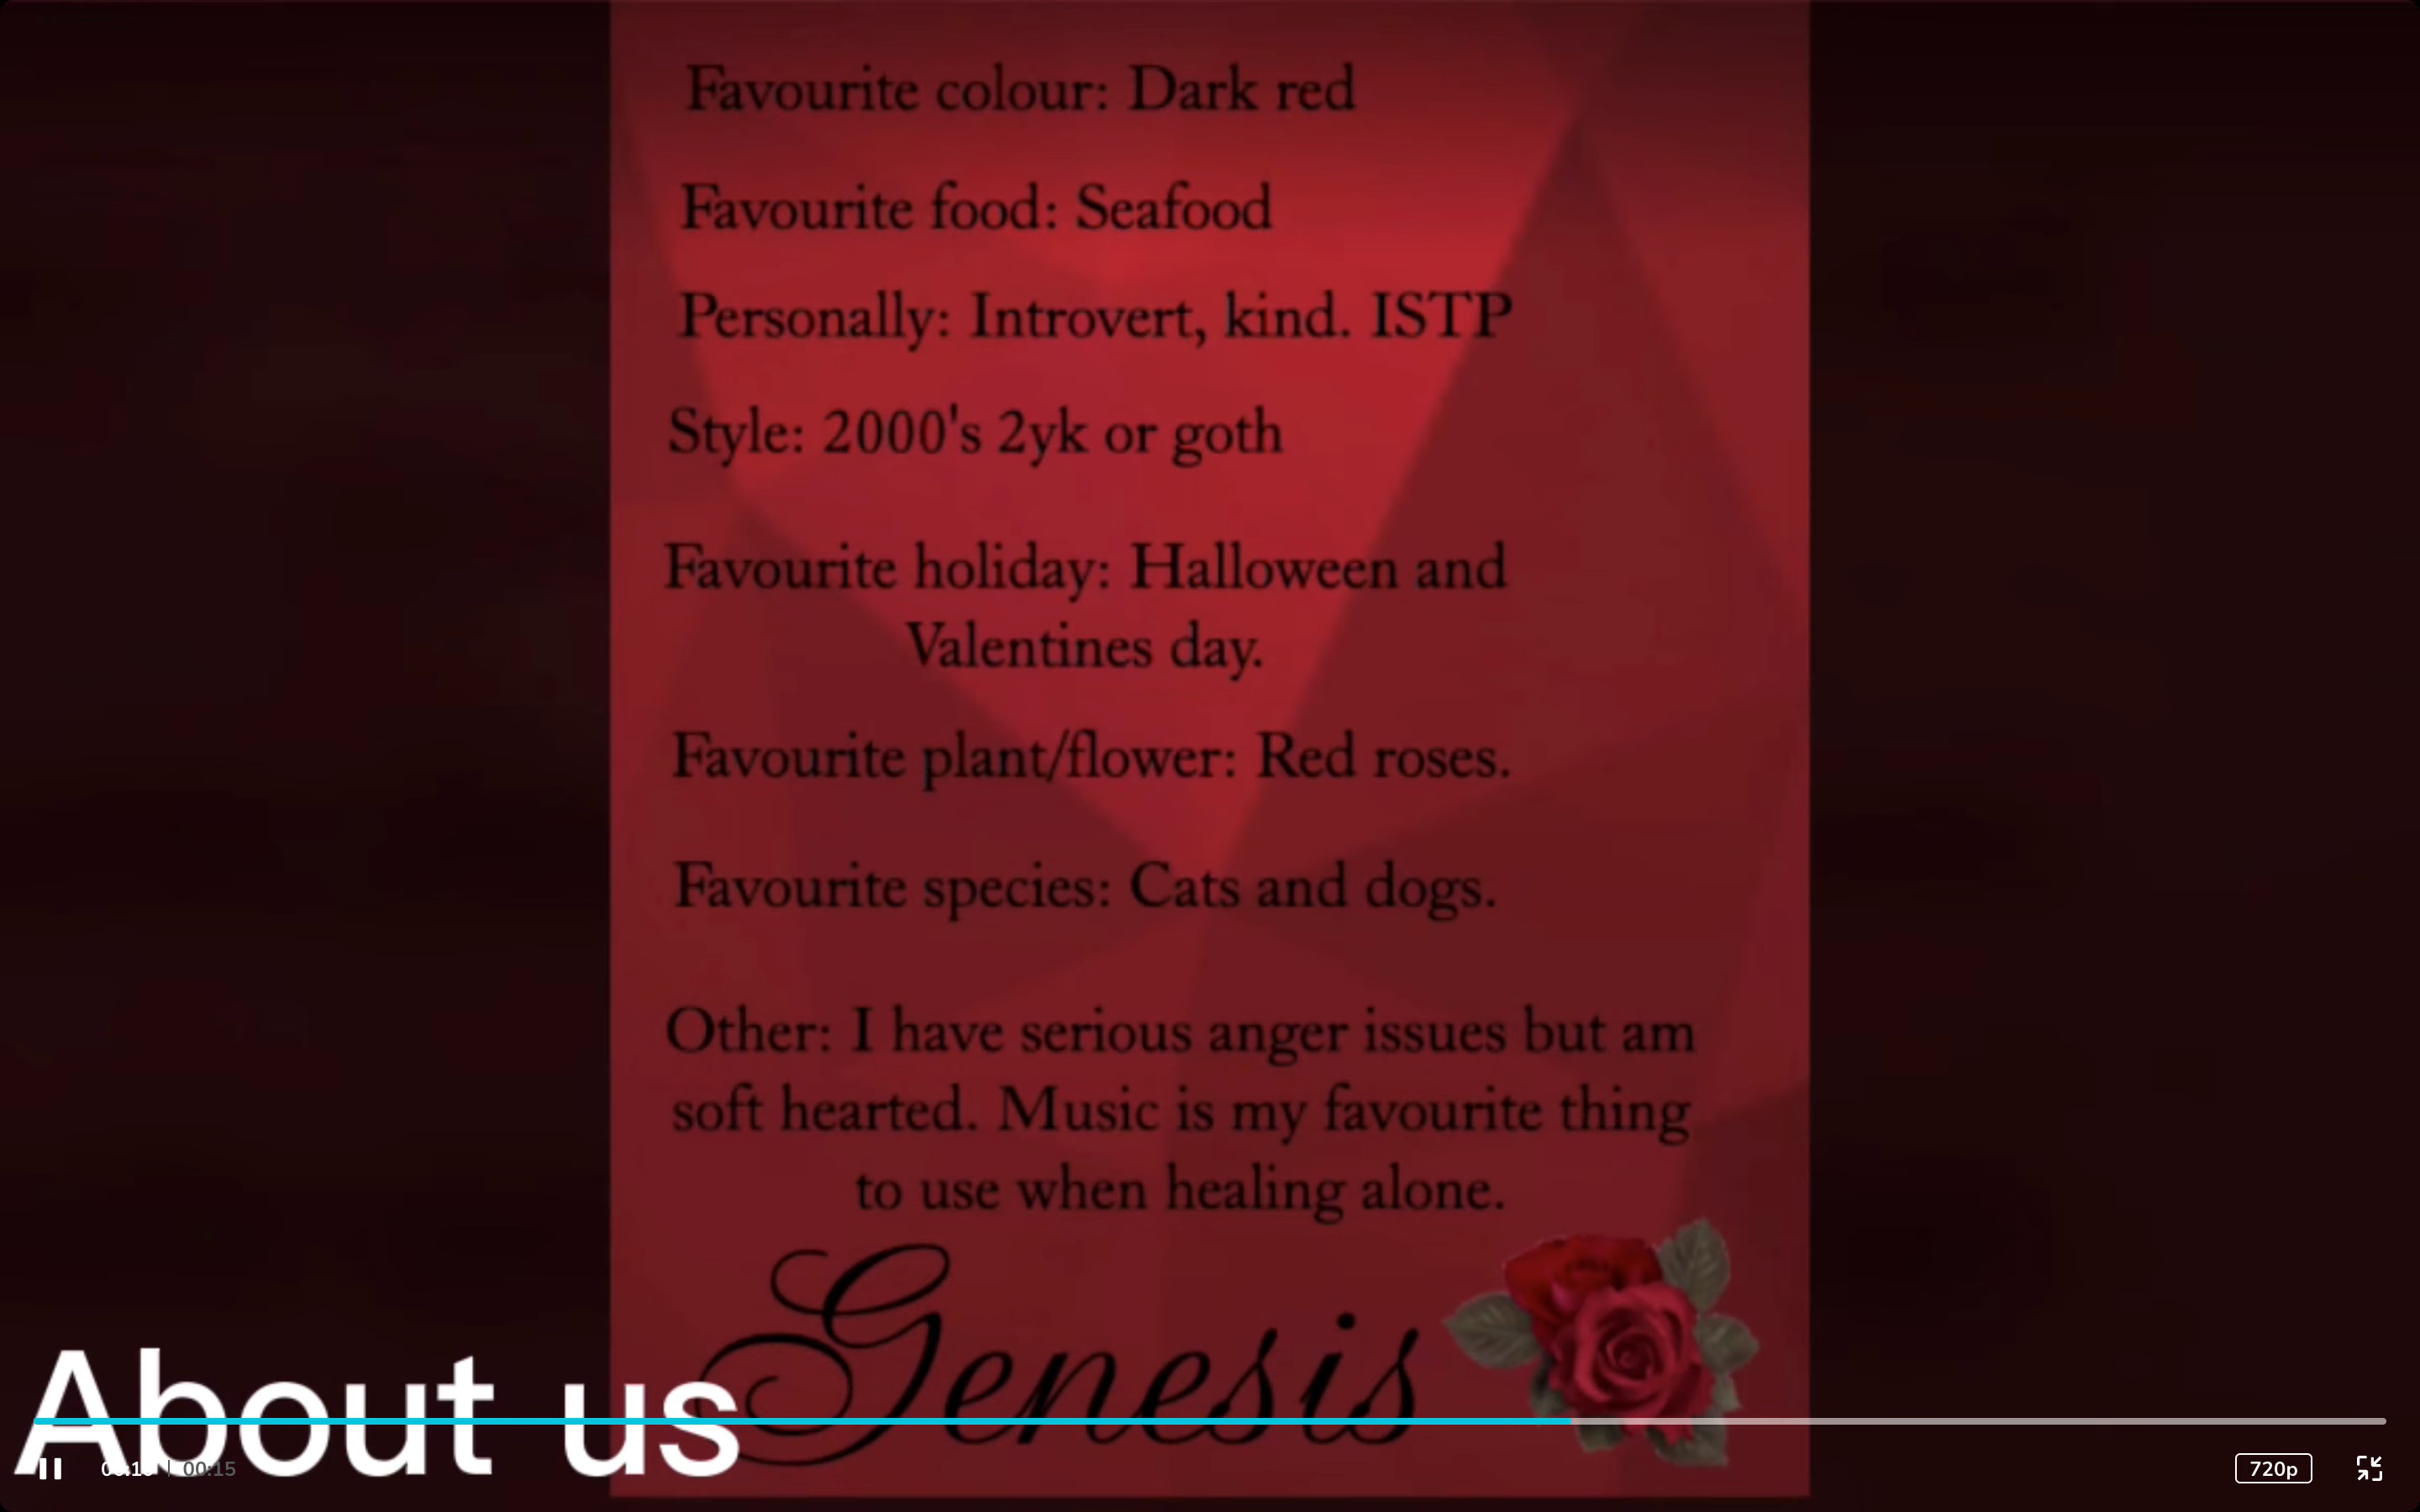 Favourite colour: Dark red
Favourite food: Seafood
Personally: Introvert, kind. ISTP
Style: 2000's 2yk or goth
Favourite holiday: Halloween and
Valentines day.
Favourite plant/flower: Red roses.
Favourite species: Cats and dogs.
Other: I have serious anger issues but am
soft hearted. Music is my favourite thing
to use when healing alone.
Genesis
About us
00:15
720p